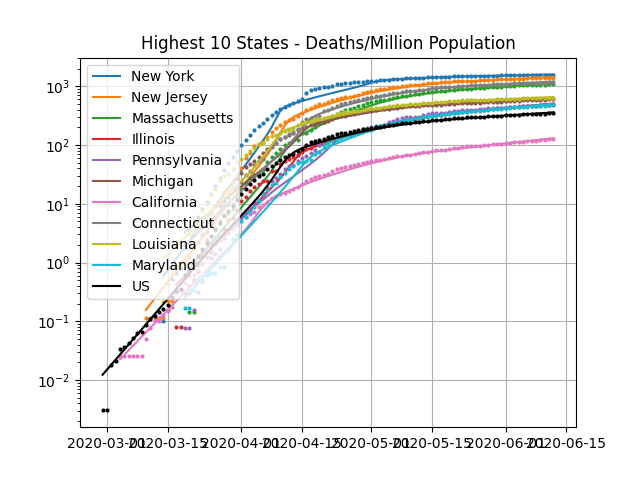 Highest 10 States - Deaths/Million Population
New York
New Jersey
Massachusetts
Illinois
Pennsylvania
Michigan
California
Connecticut
Louisiana
Maryland
US
10³
10²
10¹
10⁰
10⁻¹
10⁻²
2020-03-01 2020-03-15 2020-04-01 2020-04-15 2020-05-01 2020-05-15 2020-06-01 2020-06-15